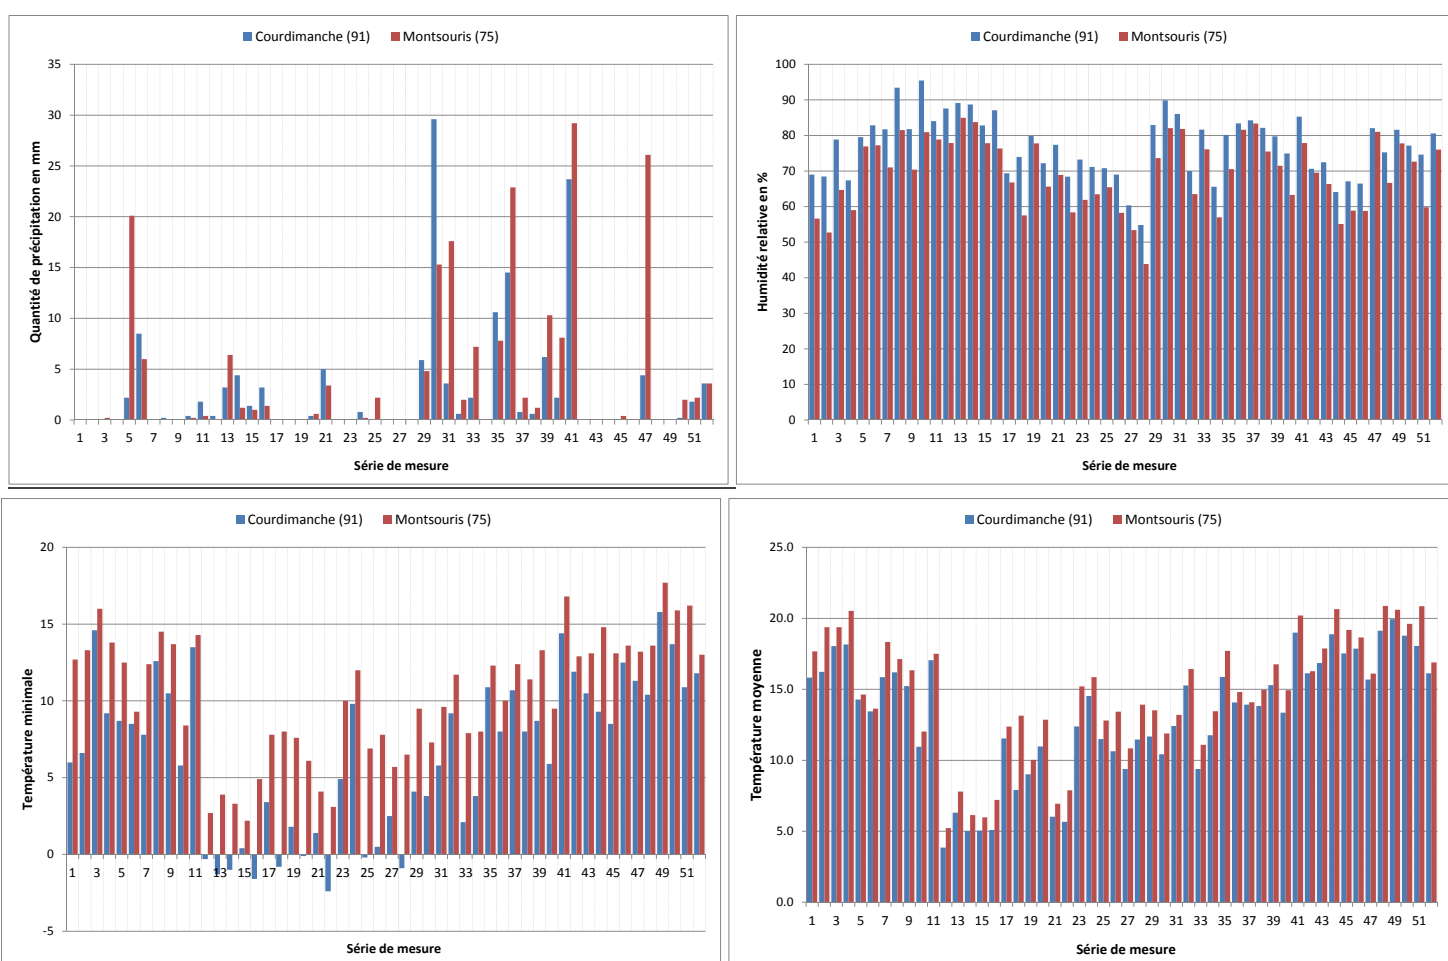 Courdimanche (91) Montsouris (75)
35
30
25
20
15
10
5
0
Quantité de précipitation en mm
1 3 5 7 9 11 13 15 17 19 21 23 25 27 29 31 33 35 37 39 41 43 45 47 49 51
Série de mesure
Courdimanche (91) Montsouris (75)
100
90
80
70
60
50
40
30
20
10
0
Humidité relative en %
1 3 5 7 9 11 13 15 17 19 21 23 25 27 29 31 33 35 37 39 41 43 45 47 49 51
Série de mesure
Courdimanche (91) Montsouris (75)
20
15
10
5
0
-5
Température minimale
1 3 5 7 9 11 13 15 17 19 21 23 25 27 29 31 33 35 37 39 41 43 45 47 49 51
Série de mesure
Courdimanche (91) Montsouris (75)
25.0
20.0
15.0
10.0
5.0
0.0
Température moyenne
1 3 5 7 9 11 13 15 17 19 21 23 25 27 29 31 33 35 37 39 41 43 45 47 49 51
Série de mesure